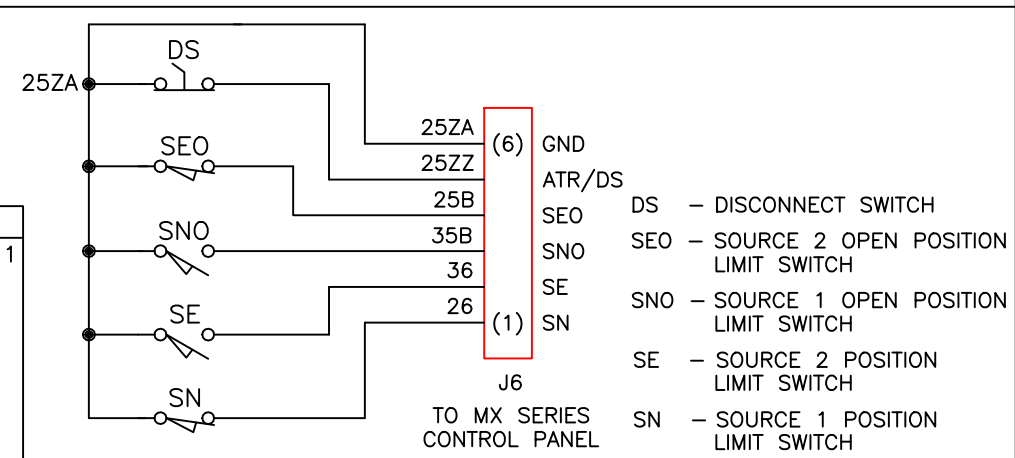 DS
25ZA
SEO
SNO
SE
SN
25ZA (6) GND
25ZZ ATR/DS
25B SEO
35B SNO
36 SE
26 (1) SN
J6
TO MX SERIES
CONTROL PANEL
DS – DISCONNECT SWITCH
SEO – SOURCE 2 OPEN POSITION
LIMIT SWITCH
SNO – SOURCE 1 OPEN POSITION
LIMIT SWITCH
SE – SOURCE 2 POSITION
LIMIT SWITCH
SN – SOURCE 1 POSITION
LIMIT SWITCH
1